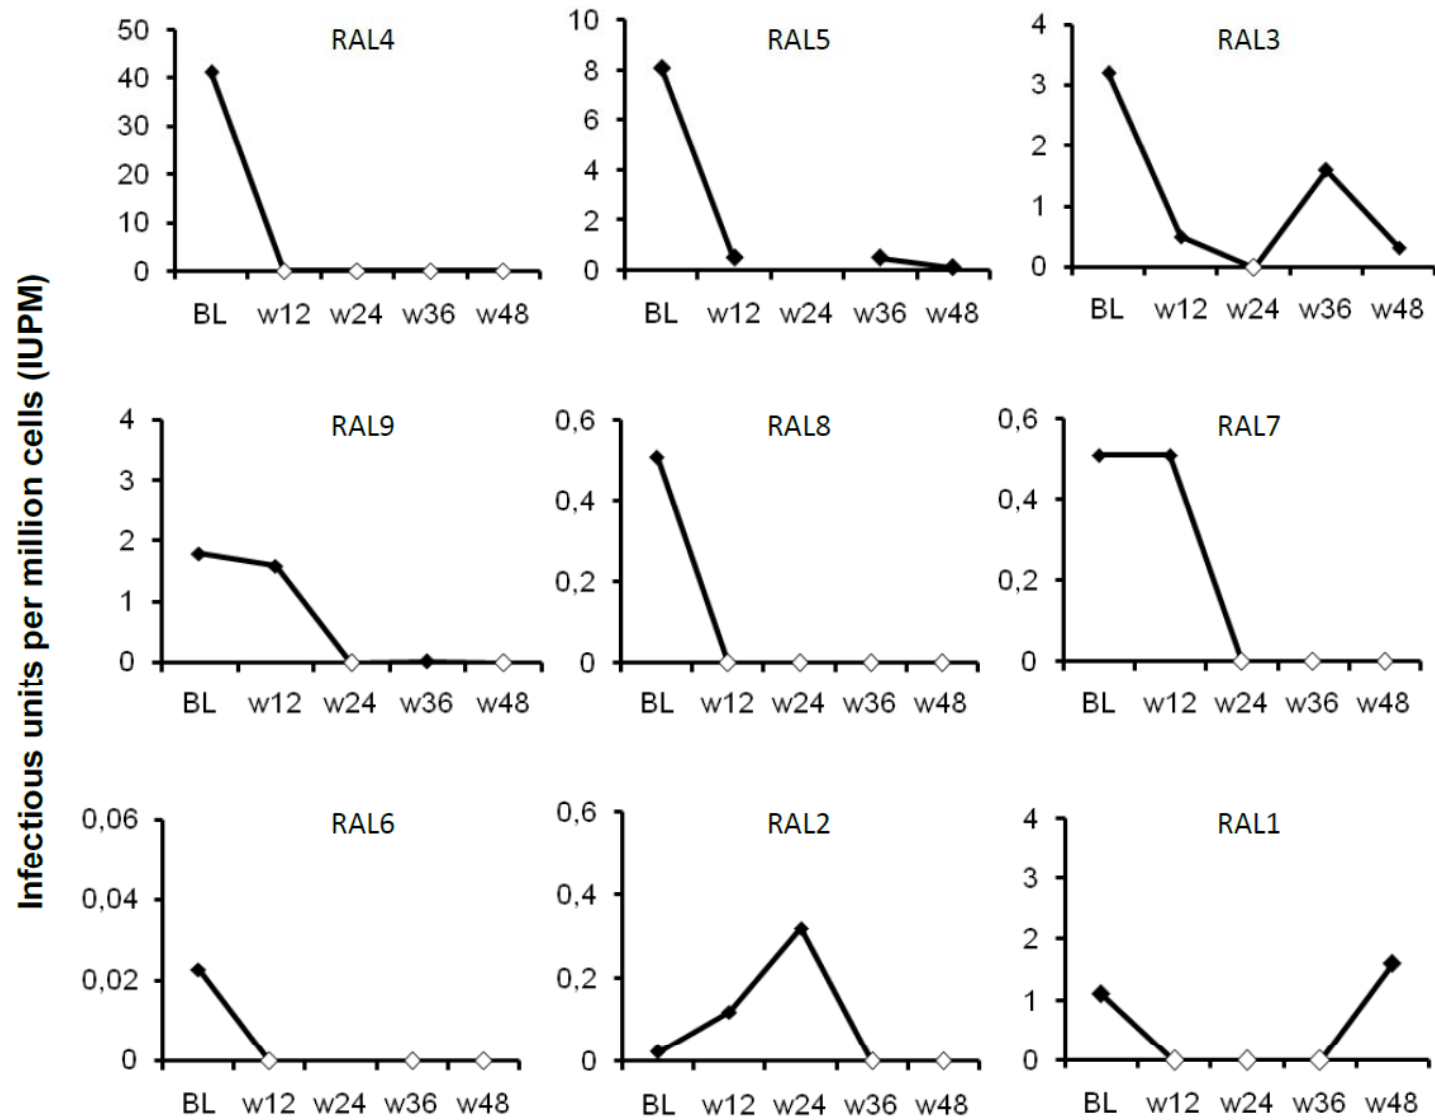 Infectious units per million cells (IUPM)
RAL4
50
40
30
20
10
0
BL w12 w24 w36 w48
RAL5
10
8
6
4
2
0
BL w12 w24 w36 w48
RAL3
4
3
2
1
0
BL w12 w24 w36 w48
RAL9
4
3
2
1
0
BL w12 w24 w36 w48
RAL8
0,6
0,4
0,2
0
BL w12 w24 w36 w48
RAL7
0,6
0,4
0,2
0
BL w12 w24 w36 w48
RAL6
0,06
0,04
0,02
0
BL w12 w24 w36 w48
RAL2
0,6
0,4
0,2
0
BL w12 w24 w36 w48
RAL1
4
3
2
1
0
BL w12 w24 w36 w48